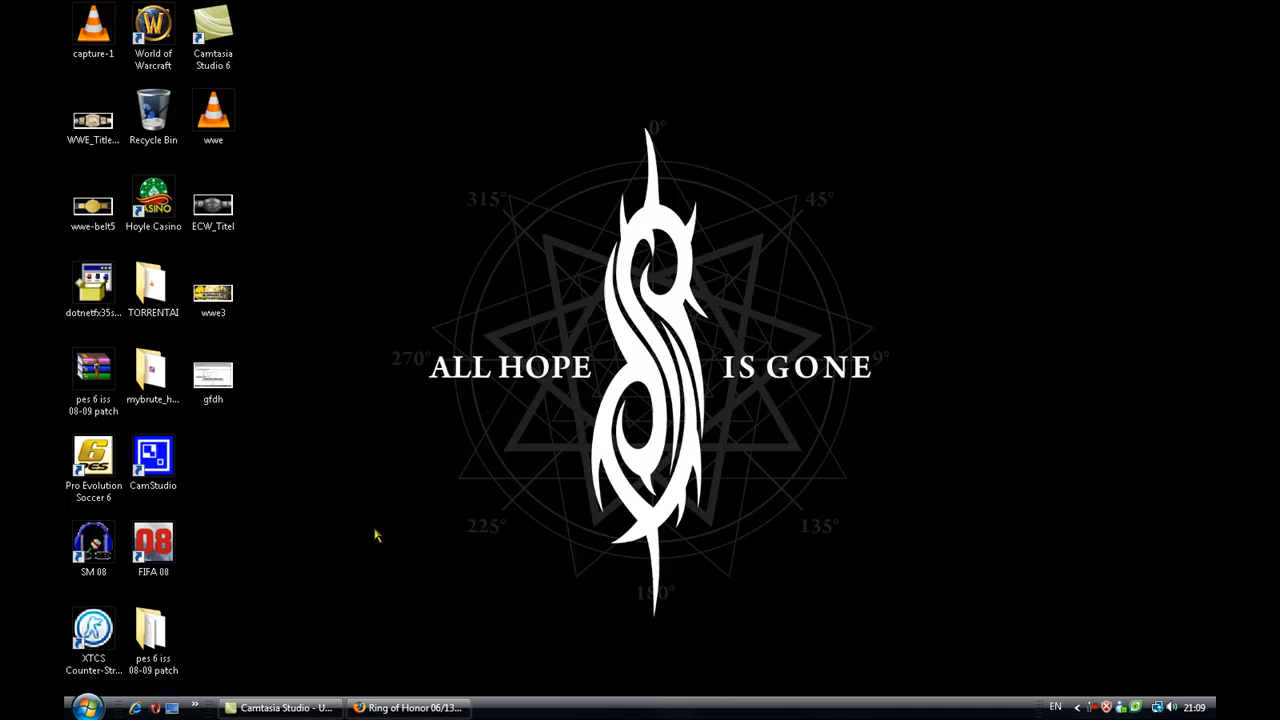 capture-1
World of
Warcraft
Camtasia
Studio 6
WWE_Title...
Recycle Bin
wwe
wwe-belt5
Hoyle Casino
ECW_Titel
dotnetfx35s...
TORRENTAI
wwe3
pes 6 iss
08-09 patch
mybrute_h...
gfdh
Pro Evolution
Soccer 6
CamStudio
SM 08
FIFA 08
XTCS
Counter-Str...
pes 6 iss
08-09 patch
0°
315°
45°
270°
ALL HOPE
IS GONE
9°
225°
135°
180°
Camtasia Studio - U...
Ring of Honor 06/13...
EN
21:09